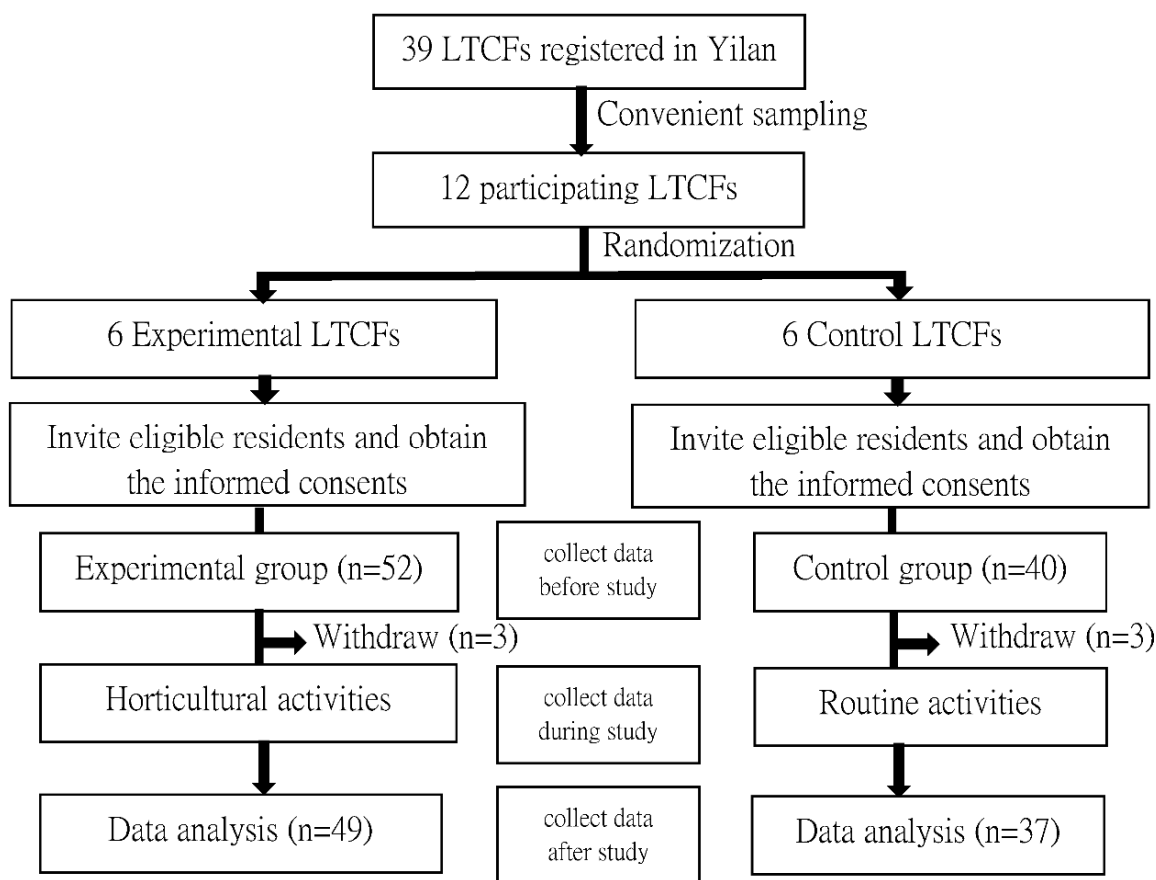 39 LTCFs registered in Yilan
Convenient sampling
12 participating LTCFs
Randomization
6 Experimental LTCFs
6 Control LTCFs
Invite eligible residents and obtain
the informed consents
Invite eligible residents and obtain
the informed consents
Experimental group (n=52)
collect data
before study
Control group (n=40)
Withdraw (n=3)
Withdraw (n=3)
Horticultural activities
collect data
during study
Routine activities
Data analysis (n=49)
collect data
after study
Data analysis (n=37)